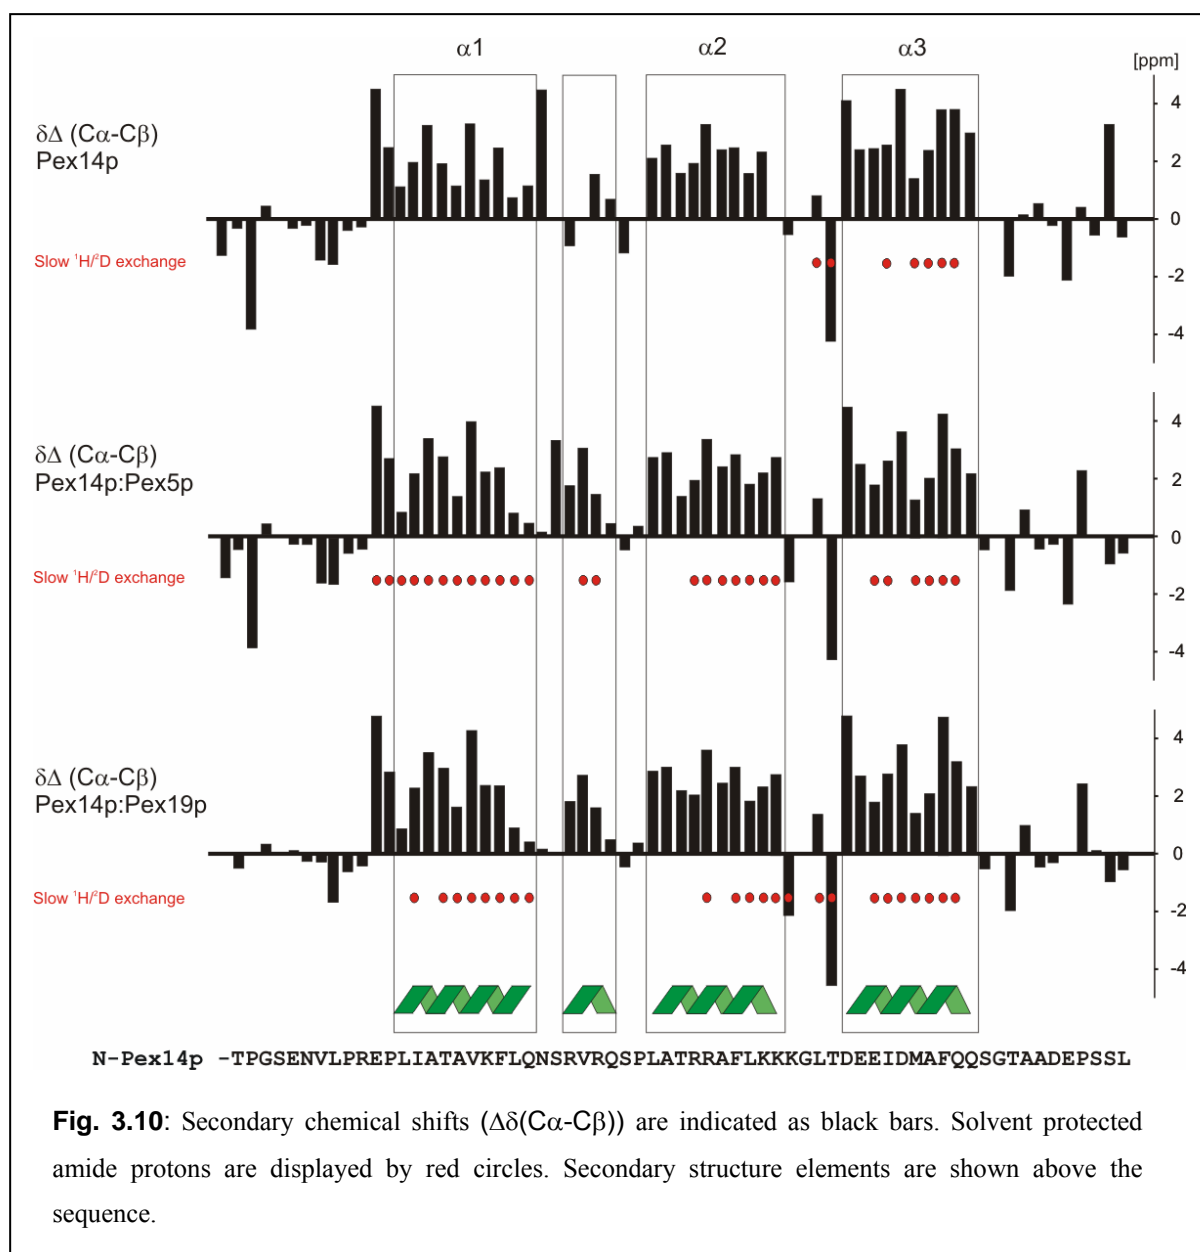 α1 α2 α3
[ppm]
δΔ (Cα-Cβ)
Pex14p
4
2
0
-2
-4
Slow ¹H/²D exchange
δΔ (Cα-Cβ)
Pex14p:Pex5p
4
2
0
-2
-4
Slow ¹H/²D exchange
δΔ (Cα-Cβ)
Pex14p:Pex19p
4
2
0
-2
-4
Slow ¹H/²D exchange
N-Pex14p -TPGSENVLPREPLIATAVKFLQNSRVRQSPLATRRAFLKKKGLTDEEIDMAFQQSGTAADEPSSL
Fig. 3.10: Secondary chemical shifts (Δδ(Cα-Cβ)) are indicated as black bars. Solvent protected
amide protons are displayed by red circles. Secondary structure elements are shown above the
sequence.